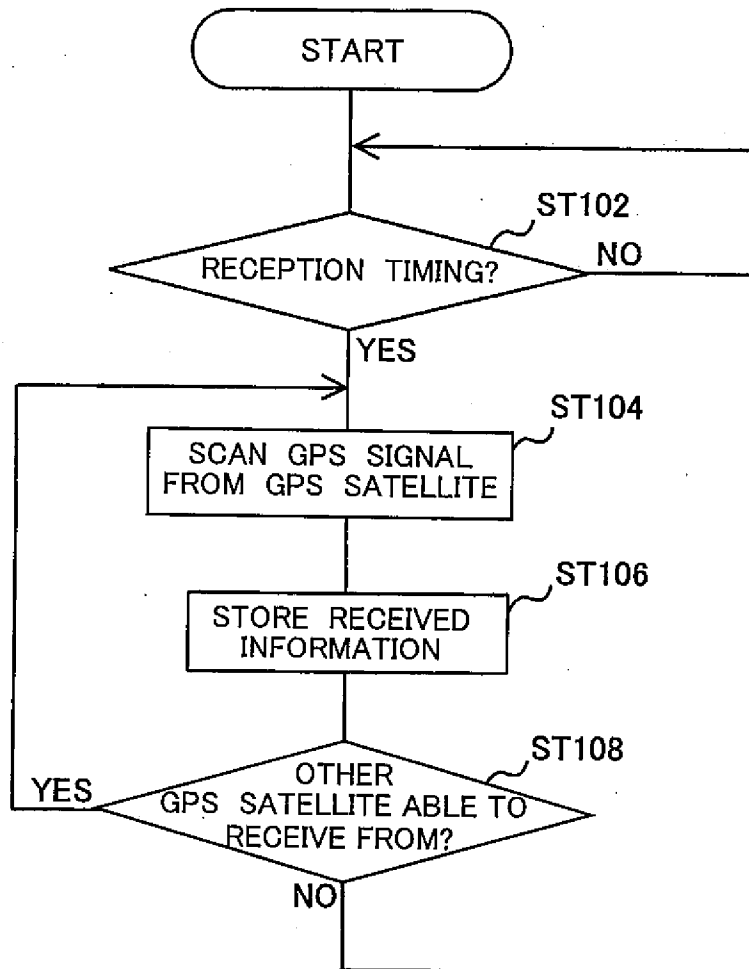 START
ST102
RECEPTION TIMING?
NO
YES
ST104
SCAN GPS SIGNAL
FROM GPS SATELLITE
ST106
STORE RECEIVED
INFORMATION
ST108
YES
OTHER
GPS SATELLITE ABLE TO
RECEIVE FROM?
NO